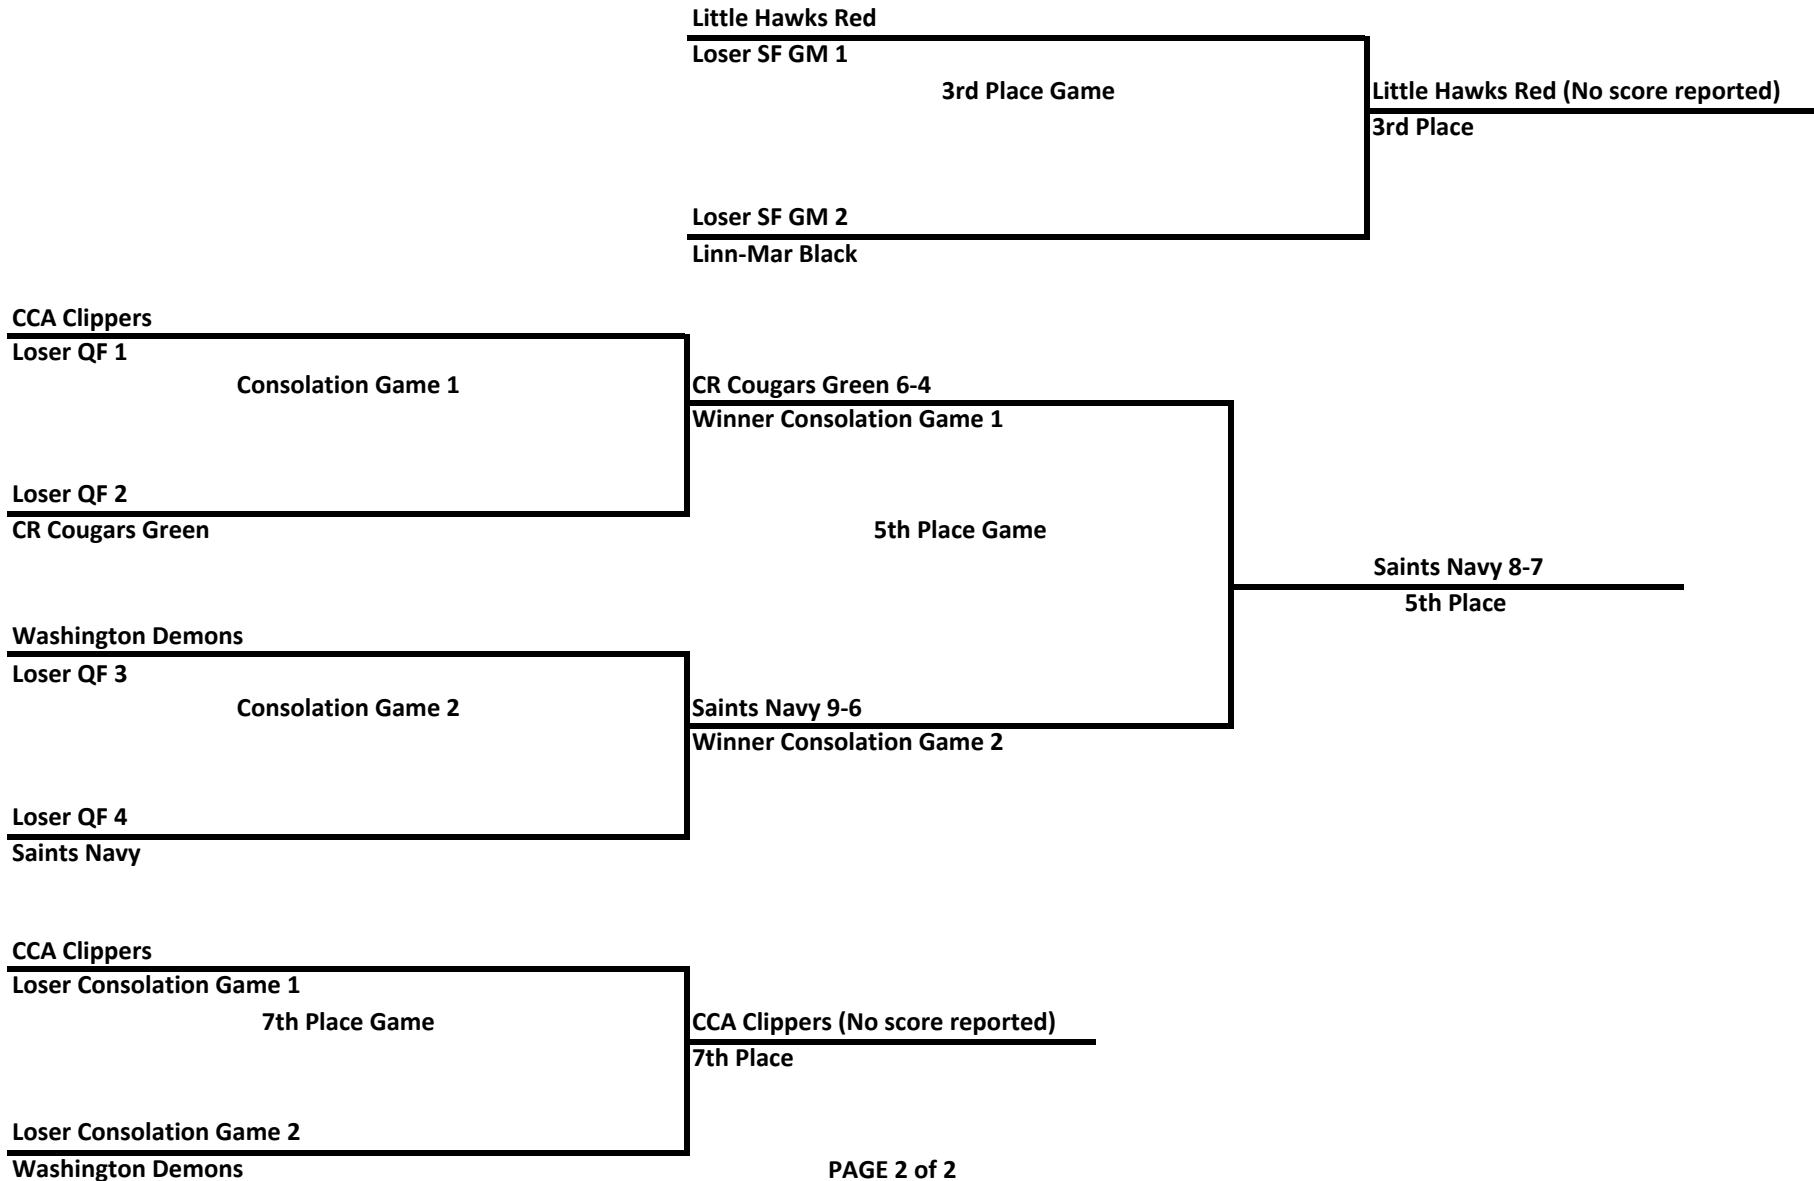 Little Hawks Red
Loser SF GM 1
3rd Place Game
Little Hawks Red (No score reported)
3rd Place
Loser SF GM 2
Linn-Mar Black
CCA Clippers
Loser QF 1
Consolation Game 1
CR Cougars Green 6-4
Winner Consolation Game 1
Loser QF 2
CR Cougars Green
5th Place Game
Saints Navy 8-7
5th Place
Washington Demons
Loser QF 3
Consolation Game 2
Saints Navy 9-6
Winner Consolation Game 2
Loser QF 4
Saints Navy
CCA Clippers
Loser Consolation Game 1
7th Place Game
CCA Clippers (No score reported)
7th Place
Loser Consolation Game 2
Washington Demons
PAGE 2 of 2